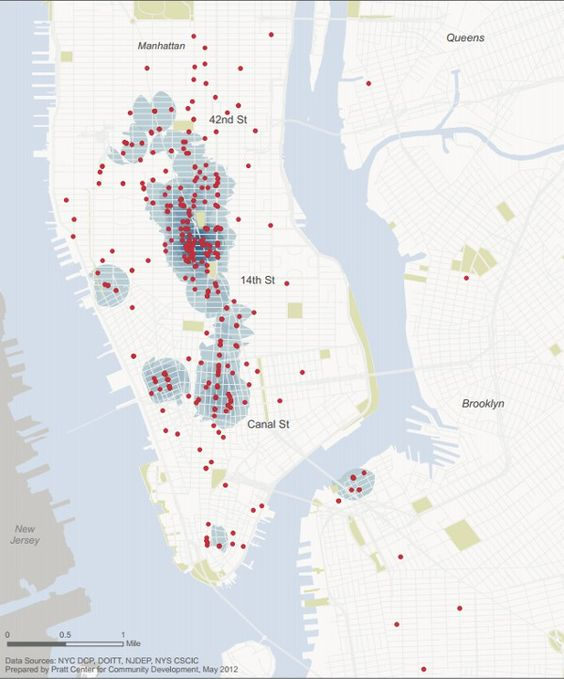 Manhattan
Queens
42nd St
14th St
Brooklyn
Canal St
New
Jersey
0 0.5 1
Mile
Data Sources: NYC DCP, DOITT, NJDEP, NYS CSCIC
Prepared by Pratt Center for Community Development, May 2012